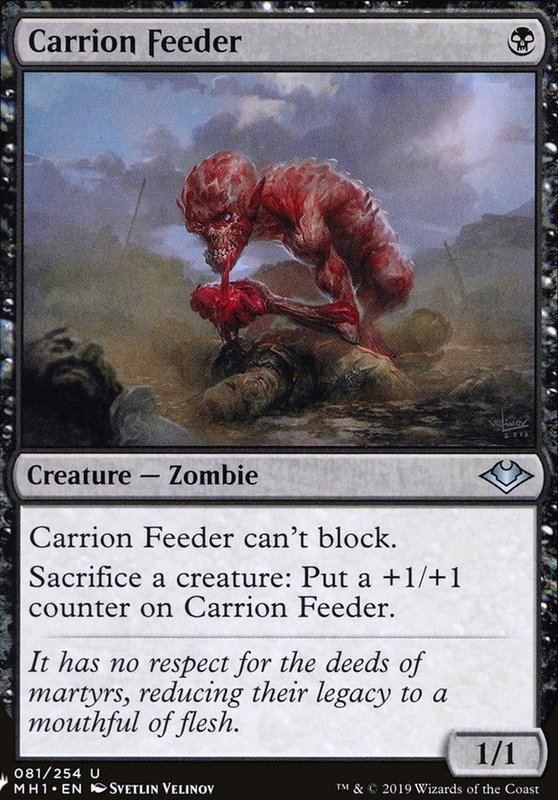 Carrion Feeder
VELINOV
Creature — Zombie
Carrion Feeder can't block.
Sacrifice a creature: Put a +1/+1
counter on Carrion Feeder.
It has no respect for the deeds of
martyrs, reducing their legacy to a
mouthful of flesh.
1/1
081/254 U
MH1 • EN Svetlin Velinov
™ & © 2019 Wizards of the Coast